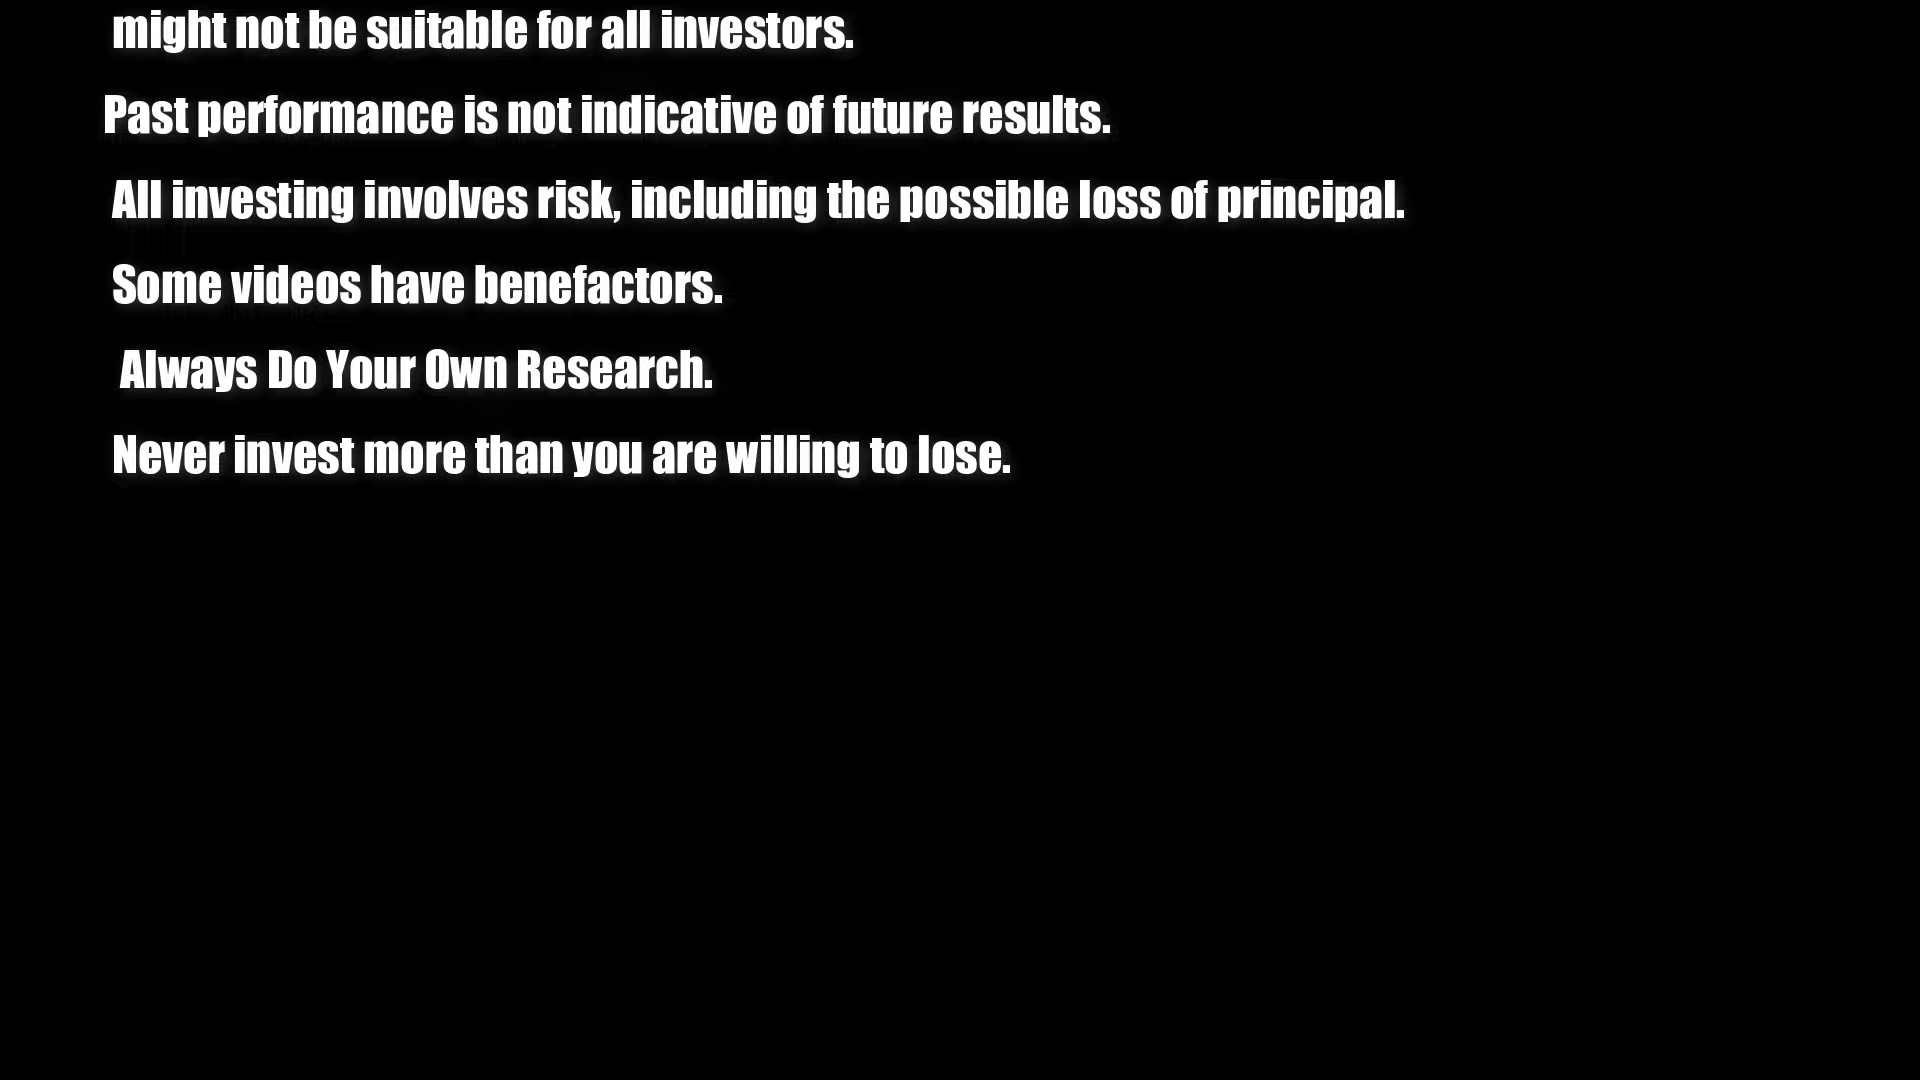 might not be suitable for all investors.
Past performance is not indicative of future results.
All investing involves risk, including the possible loss of principal.
Some videos have benefactors.
Always Do Your Own Research.
Never invest more than you are willing to lose.